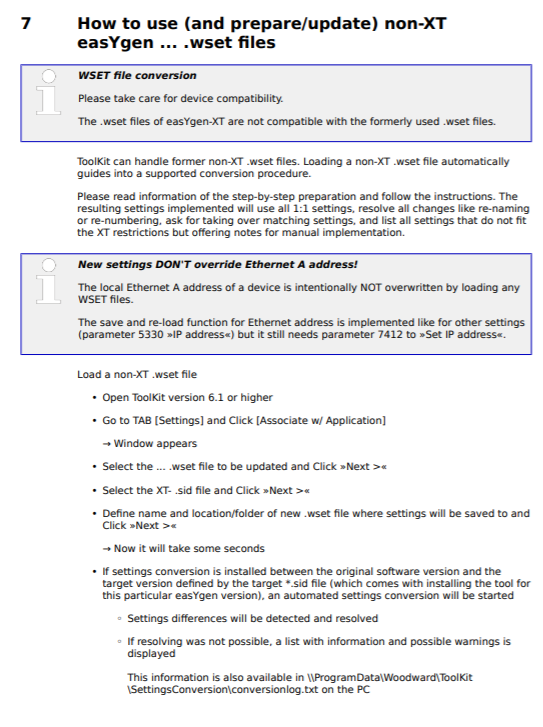 7 How to use (and prepare/update) non-XT
easYgen ... .wset files
WSET file conversion
Please take care for device compatibility.
The .wset files of easYgen-XT are not compatible with the formerly used .wset files.
ToolKit can handle former non-XT .wset files. Loading a non-XT .wset file automatically
guides into a supported conversion procedure.
Please read information of the step-by-step preparation and follow the instructions. The
resulting settings implemented will use all 1:1 settings, resolve all changes like re-naming
or re-numbering, ask for taking over matching settings, and list all settings that do not fit
the XT restrictions but offering notes for manual implementation.
New settings DON'T override Ethernet A address!
The local Ethernet A address of a device is intentionally NOT overwritten by loading any
WSET files.
The save and re-load function for Ethernet address is implemented like for other settings
(parameter 5330 »IP address«) but it still needs parameter 7412 to »Set IP address«.
Load a non-XT .wset file
• Open ToolKit version 6.1 or higher
• Go to TAB [Settings] and Click [Associate w/ Application]
→ Window appears
• Select the ... .wset file to be updated and Click »Next >«
• Select the XT- .sid file and Click »Next >«
• Define name and location/folder of new .wset file where settings will be saved to and
Click »Next >«
→ Now it will take some seconds
• If settings conversion is installed between the original software version and the
target version defined by the target *.sid file (which comes with installing the tool for
this particular easYgen version), an automated settings conversion will be started
◦ Settings differences will be detected and resolved
◦ If resolving was not possible, a list with information and possible warnings is
displayed
This information is also available in \\ProgramData\Woodward\ToolKit
\SettingsConversion\conversionlog.txt on the PC